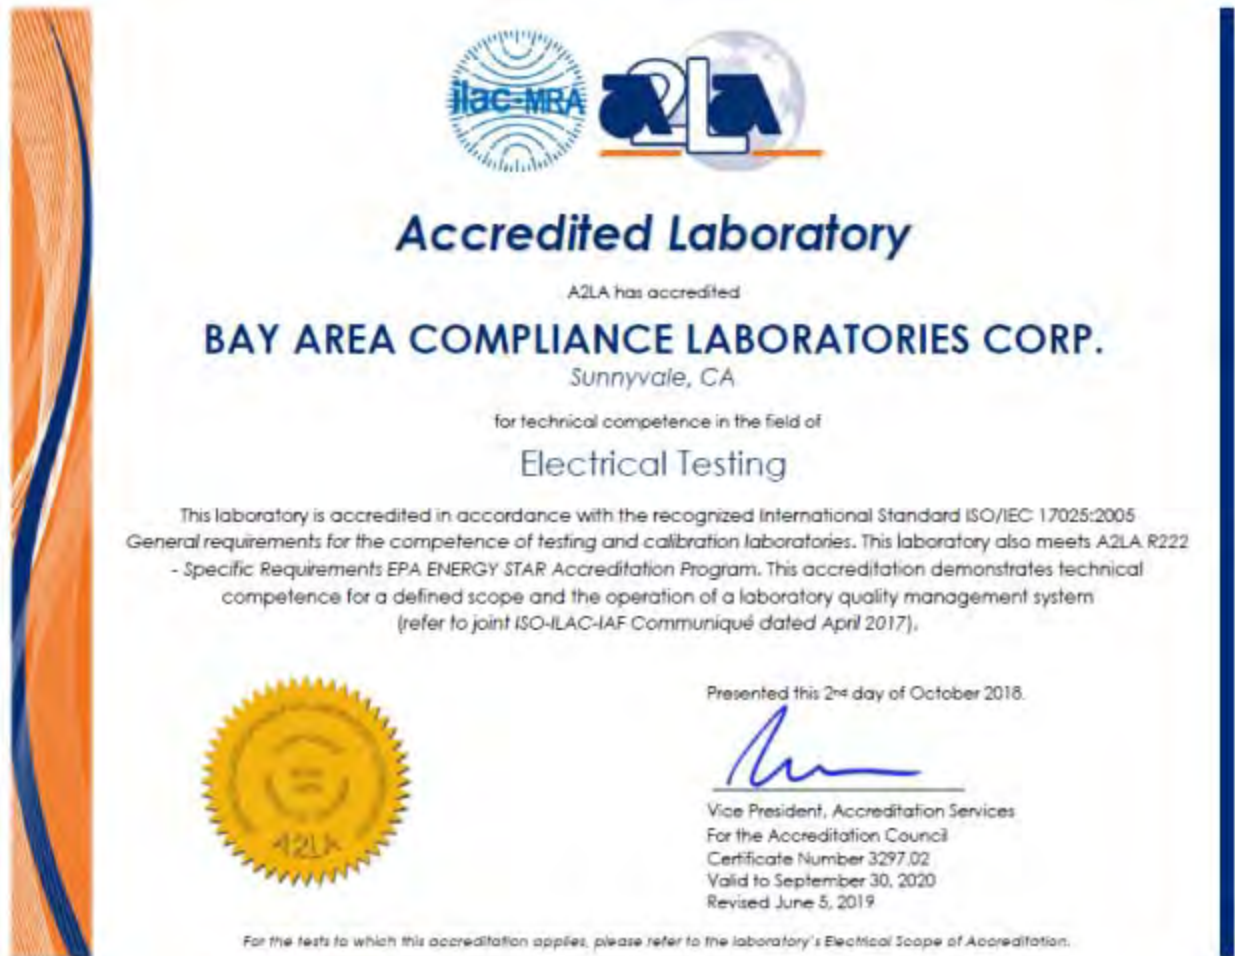 ilac-MRA A2LA
Accredited Laboratory
A2LA has accredited
BAY AREA COMPLIANCE LABORATORIES CORP.
Sunnyvale, CA
for technical competence in the field of
Electrical Testing
This laboratory is accredited in accordance with the recognized International Standard ISO/IEC 17025:2005
General requirements for the competence of testing and calibration laboratories. This laboratory also meets A2LA R222
- Specific Requirements EPA ENERGY STAR Accreditation Program. This accreditation demonstrates technical
competence for a defined scope and the operation of a laboratory quality management system
(refer to joint ISO-ILAC-IAF Communiqué dated April 2017).
Presented this 2nd day of October 2018.
Vice President, Accreditation Services
For the Accreditation Council
Certificate Number 3297.02
Valid to September 30, 2020
Revised June 5, 2019
A2LA
For the tests to which this accreditation applies, please refer to the laboratory's Electrical Scope of Accreditation.